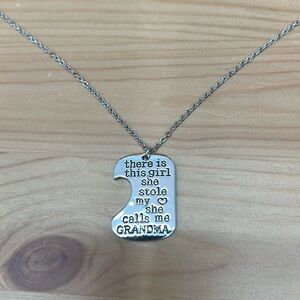 there is
this girl
she
stole
my ♡
she
calls me
GRANDMA